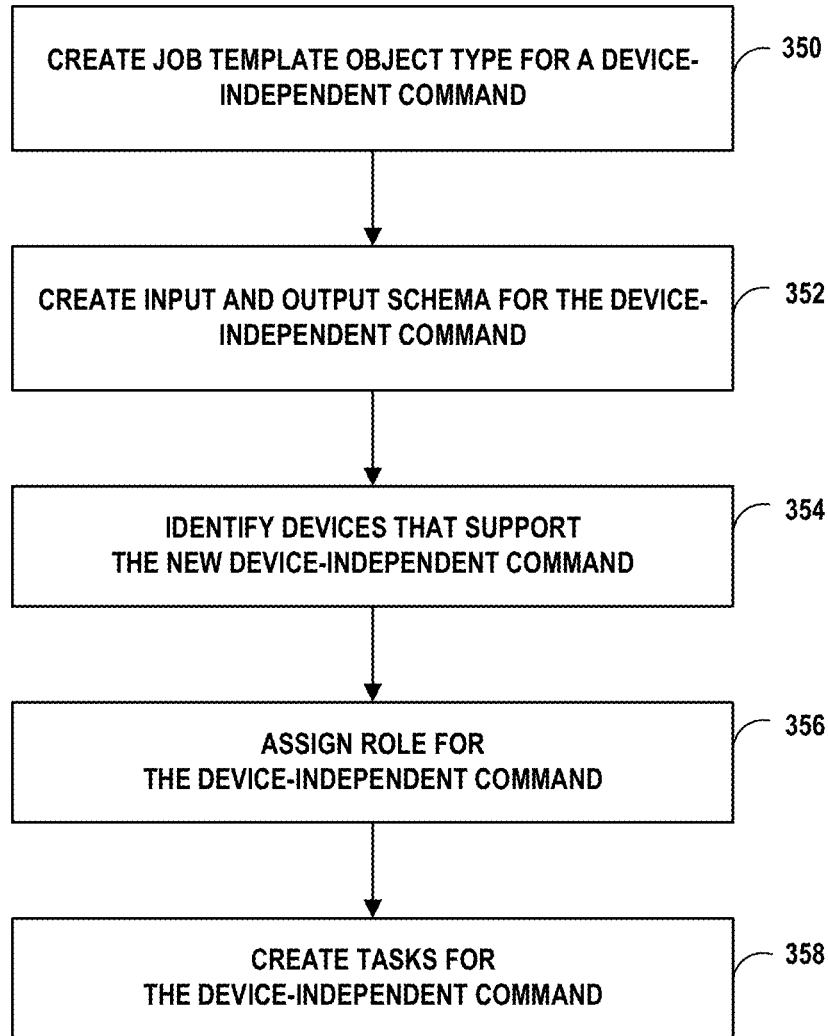 CREATE JOB TEMPLATE OBJECT TYPE FOR A DEVICE-
INDEPENDENT COMMAND
350
CREATE INPUT AND OUTPUT SCHEMA FOR THE DEVICE-
INDEPENDENT COMMAND
352
IDENTIFY DEVICES THAT SUPPORT
THE NEW DEVICE-INDEPENDENT COMMAND
354
ASSIGN ROLE FOR
THE DEVICE-INDEPENDENT COMMAND
356
CREATE TASKS FOR
THE DEVICE-INDEPENDENT COMMAND
358